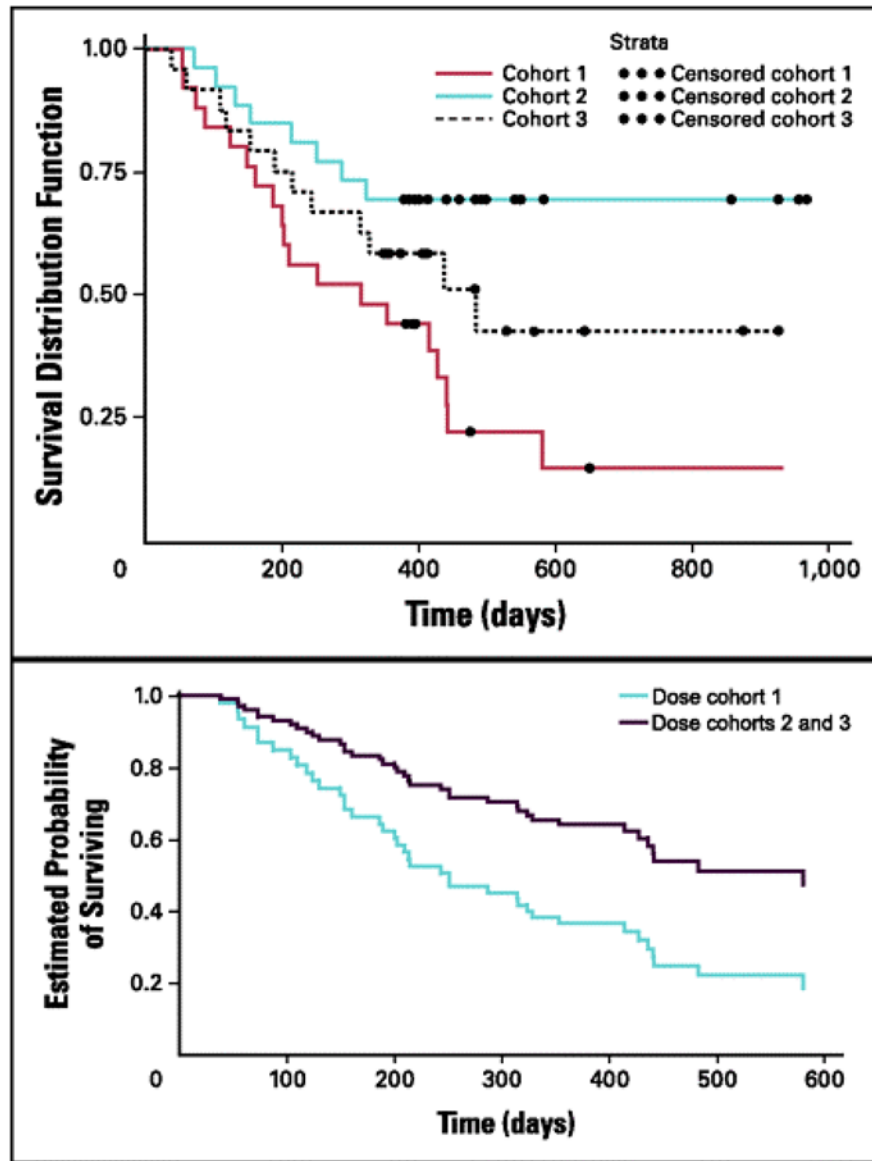 Strata
Cohort 1 Censored cohort 1
Cohort 2 Censored cohort 2
Cohort 3 Censored cohort 3
Survival Distribution Function
1.00
0.75
0.50
0.25
0 200 400 600 800 1,000
Time (days)
Dose cohort 1
Dose cohorts 2 and 3
Estimated Probability
of Surviving
1.0
0.8
0.6
0.4
0.2
0 100 200 300 400 500 600
Time (days)